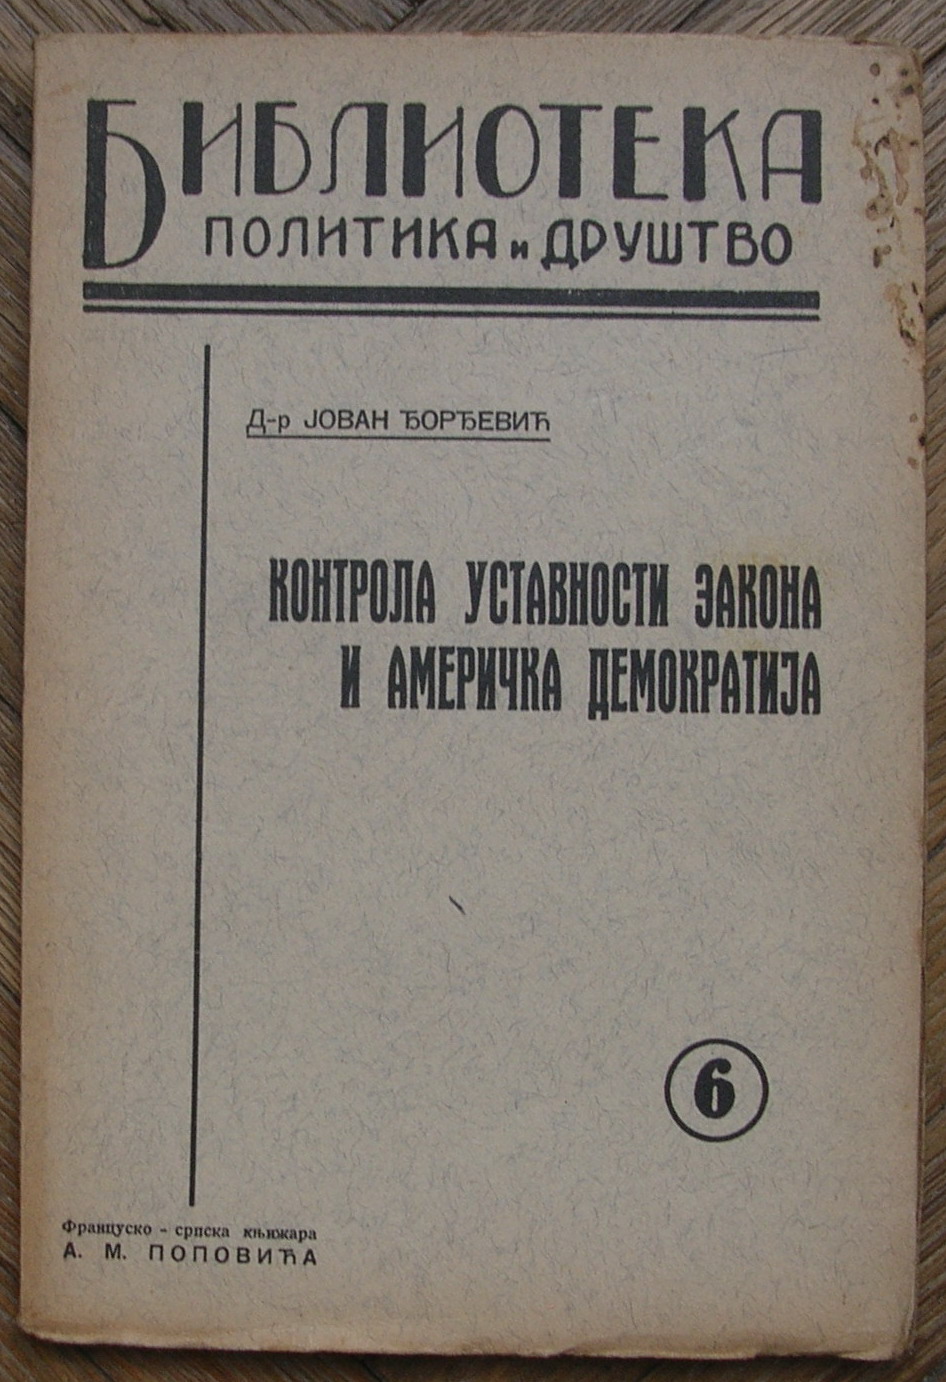 БИБЛИОТЕКА
ПОЛИТИКА и ДРУШТВО
Д-р ЈОВАН ЂОРЂЕВИЋ
КОНТРОЛА УСТАВНОСТИ ЗАКОНА
И АМЕРИЧКА ДЕМОКРАТИЈА
6
Француско - српска књижара
А. М. ПОПОВИЋА